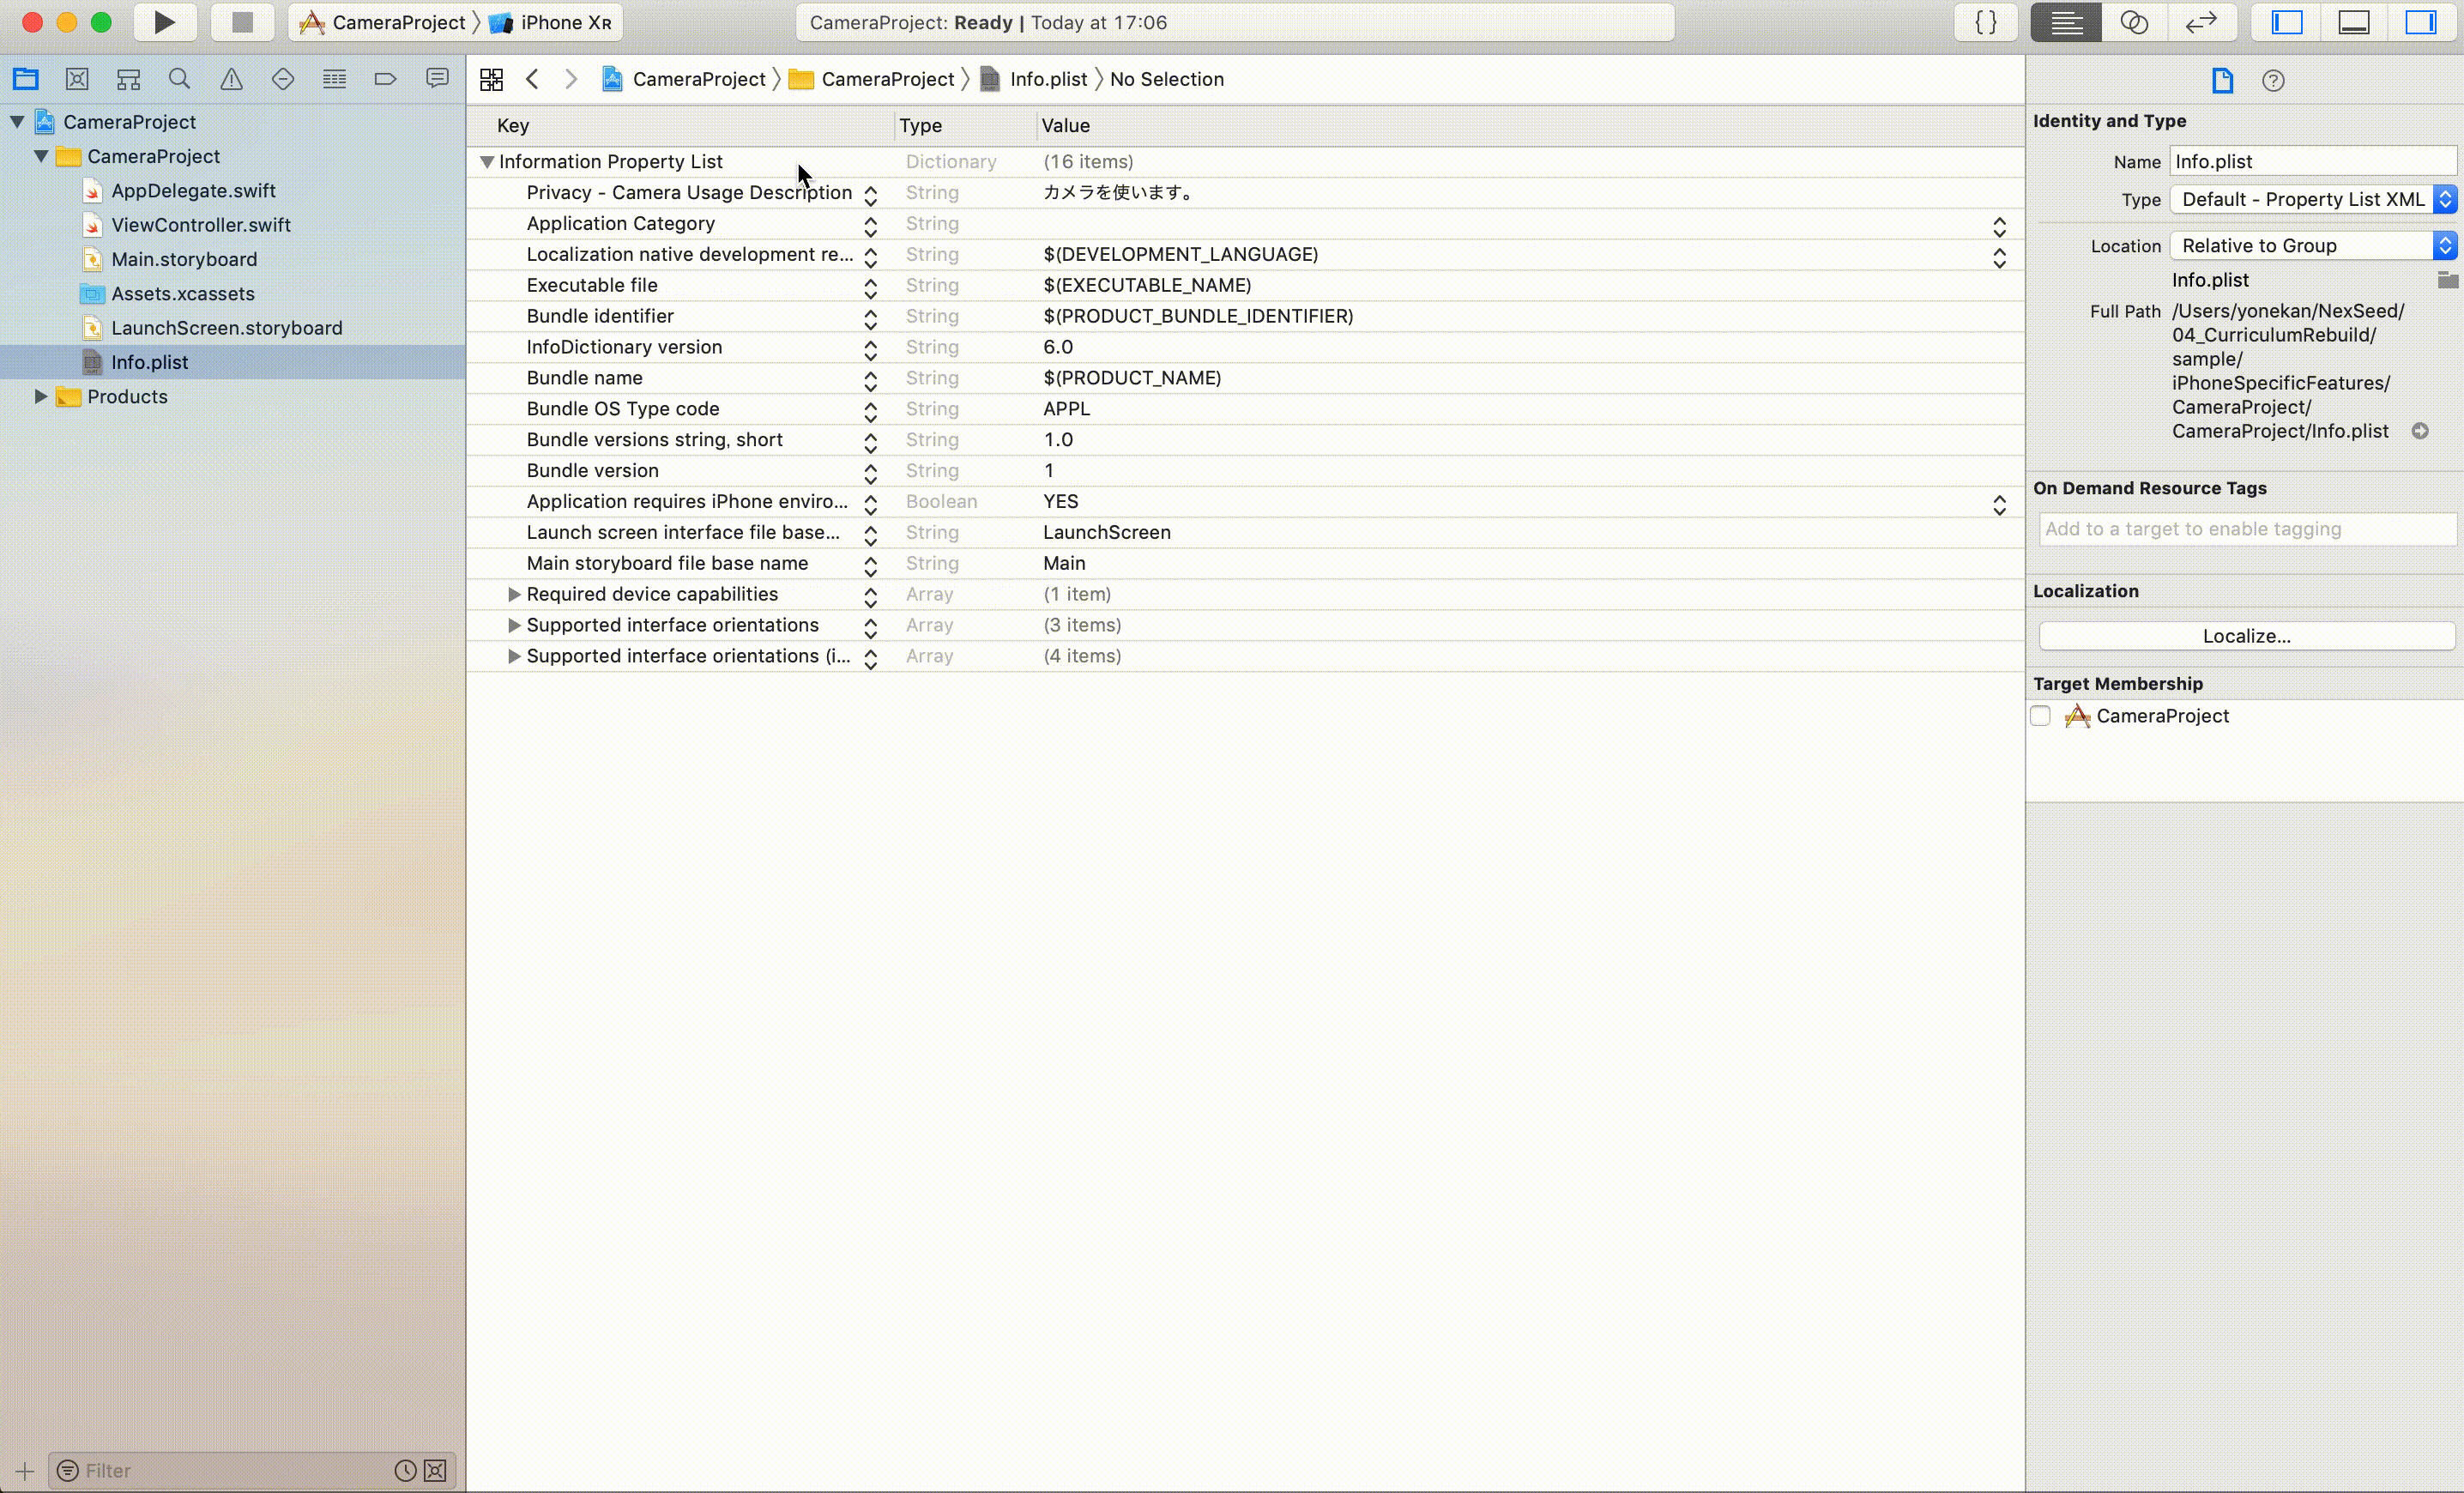 CameraProject 〉 iPhone XR
CameraProject: Ready | Today at 17:06
{ }
CameraProject 〉 CameraProject 〉 Info.plist 〉 No Selection
CameraProject
CameraProject
AppDelegate.swift
ViewController.swift
Main.storyboard
Assets.xcassets
LaunchScreen.storyboard
Info.plist
Products
Filter
Key Type Value
Information Property List Dictionary (16 items)
Privacy - Camera Usage Description String カメラを使います。
Application Category String
Localization native development re... String $(DEVELOPMENT_LANGUAGE)
Executable file String $(EXECUTABLE_NAME)
Bundle identifier String $(PRODUCT_BUNDLE_IDENTIFIER)
InfoDictionary version String 6.0
Bundle name String $(PRODUCT_NAME)
Bundle OS Type code String APPL
Bundle versions string, short String 1.0
Bundle version String 1
Application requires iPhone enviro... Boolean YES
Launch screen interface file base... String LaunchScreen
Main storyboard file base name String Main
Required device capabilities Array (1 item)
Supported interface orientations Array (3 items)
Supported interface orientations (i... Array (4 items)
Identity and Type
Name Info.plist
Type Default - Property List XML
Location Relative to Group
Info.plist
Full Path /Users/yonekan/NexSeed/
04_CurriculumRebuild/
sample/
iPhoneSpecificFeatures/
CameraProject/
CameraProject/Info.plist
On Demand Resource Tags
Add to a target to enable tagging
Localization
Localize...
Target Membership
CameraProject